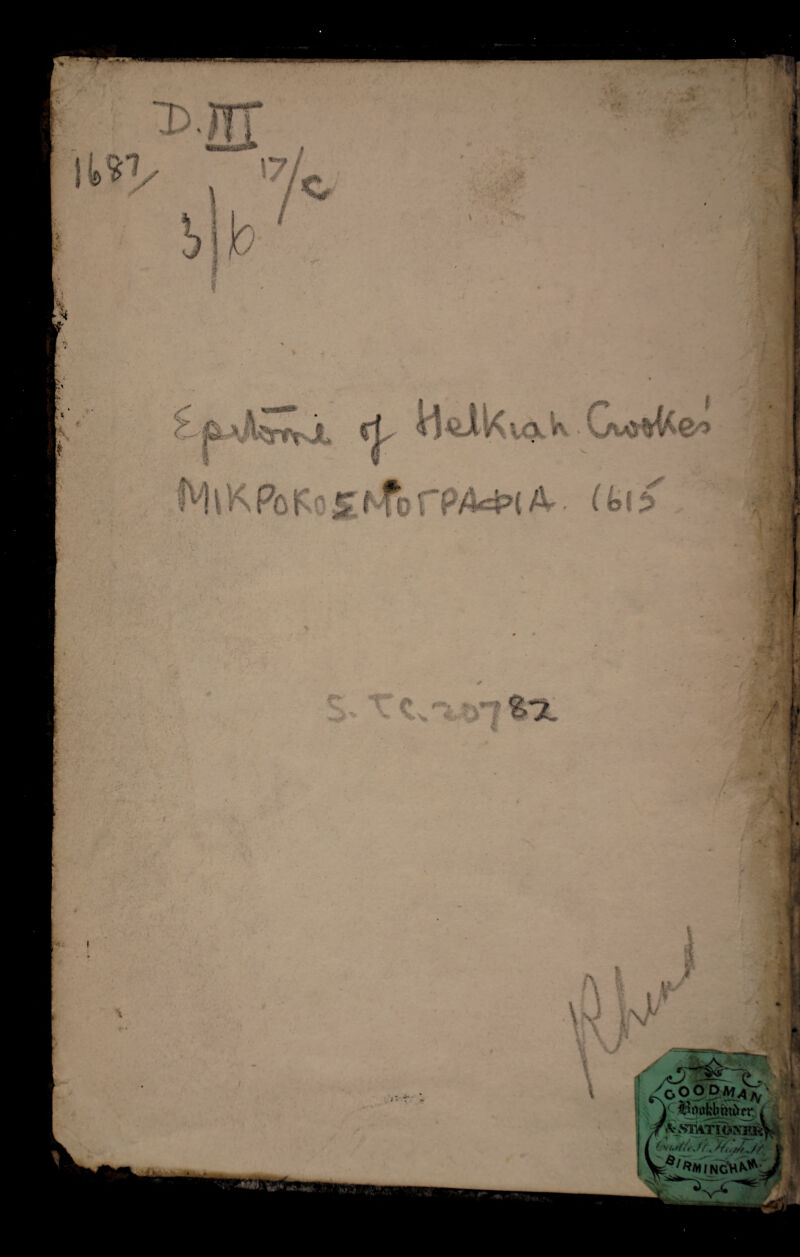 D.III
1687/ 17/c
3/6
Epitome of Helkiah Crooke's
ΜΙΚΡΟΚΟΣΜΟΓΡΑΦΙΑ. 1615
S.T.C. 20782
GOODMAN
Bookbinder
& STATIONER
Castle St. High St.
BIRMINGHAM.